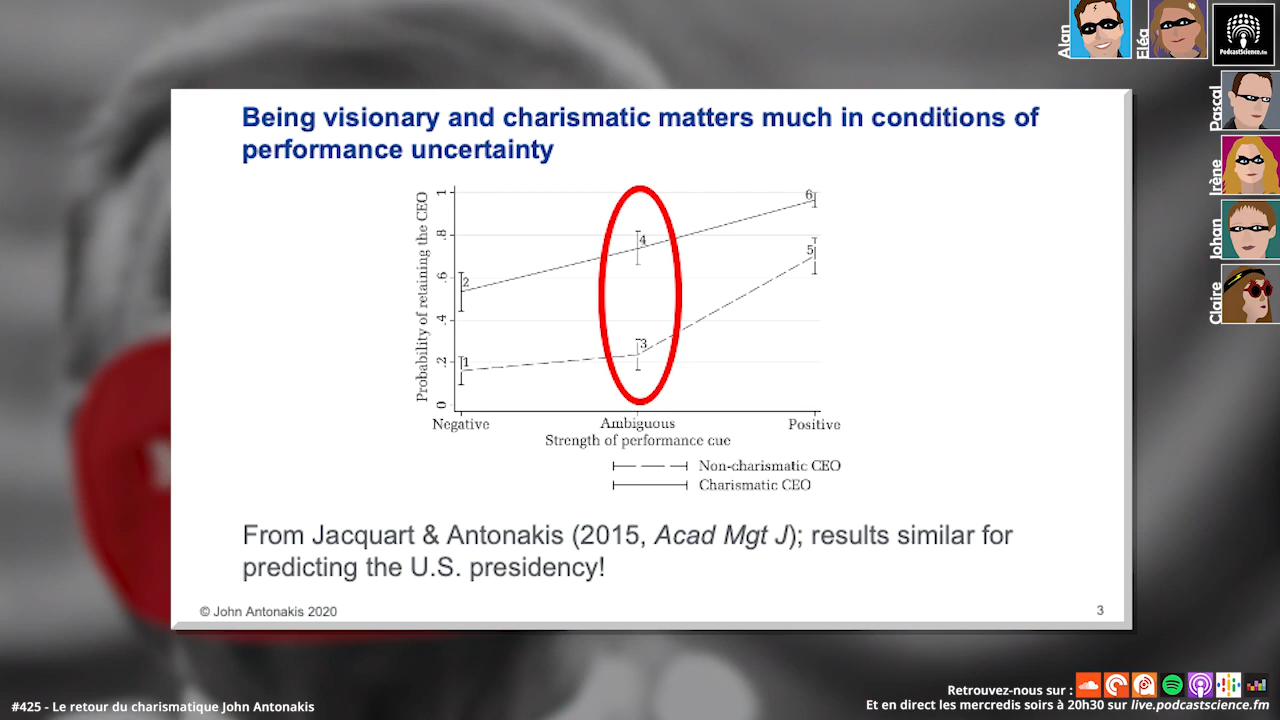 Alan
Eléa
PodcastScience.fm
Pascal
Irène
Johan
Claire
Being visionary and charismatic matters much in conditions of
performance uncertainty
Probability of retaining the CEO
1
.8
.6
.4
.2
0
2
4
6
1
3
5
Negative
Ambiguous
Positive
Strength of performance cue
Non-charismatic CEO
Charismatic CEO
From Jacquart & Antonakis (2015, Acad Mgt J); results similar for
predicting the U.S. presidency!
© John Antonakis 2020
3
Retrouvez-nous sur :
#425 - Le retour du charismatique John Antonakis
Et en direct les mercredis soirs à 20h30 sur live.podcastscience.fm